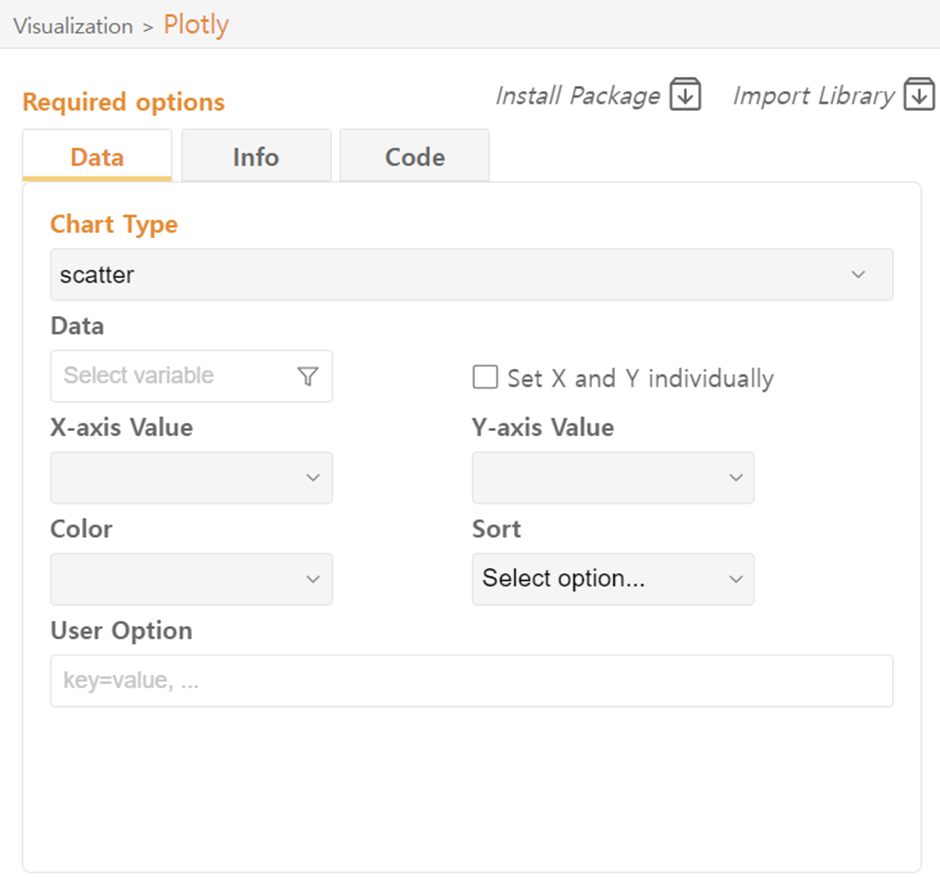 Visualization > Plotly
Required options
Install Package
Import Library
Data
Info
Code
Chart Type
scatter
Data
Select variable
Set X and Y individually
X-axis Value
Y-axis Value
Color
Sort
Select option...
User Option
key=value, ...